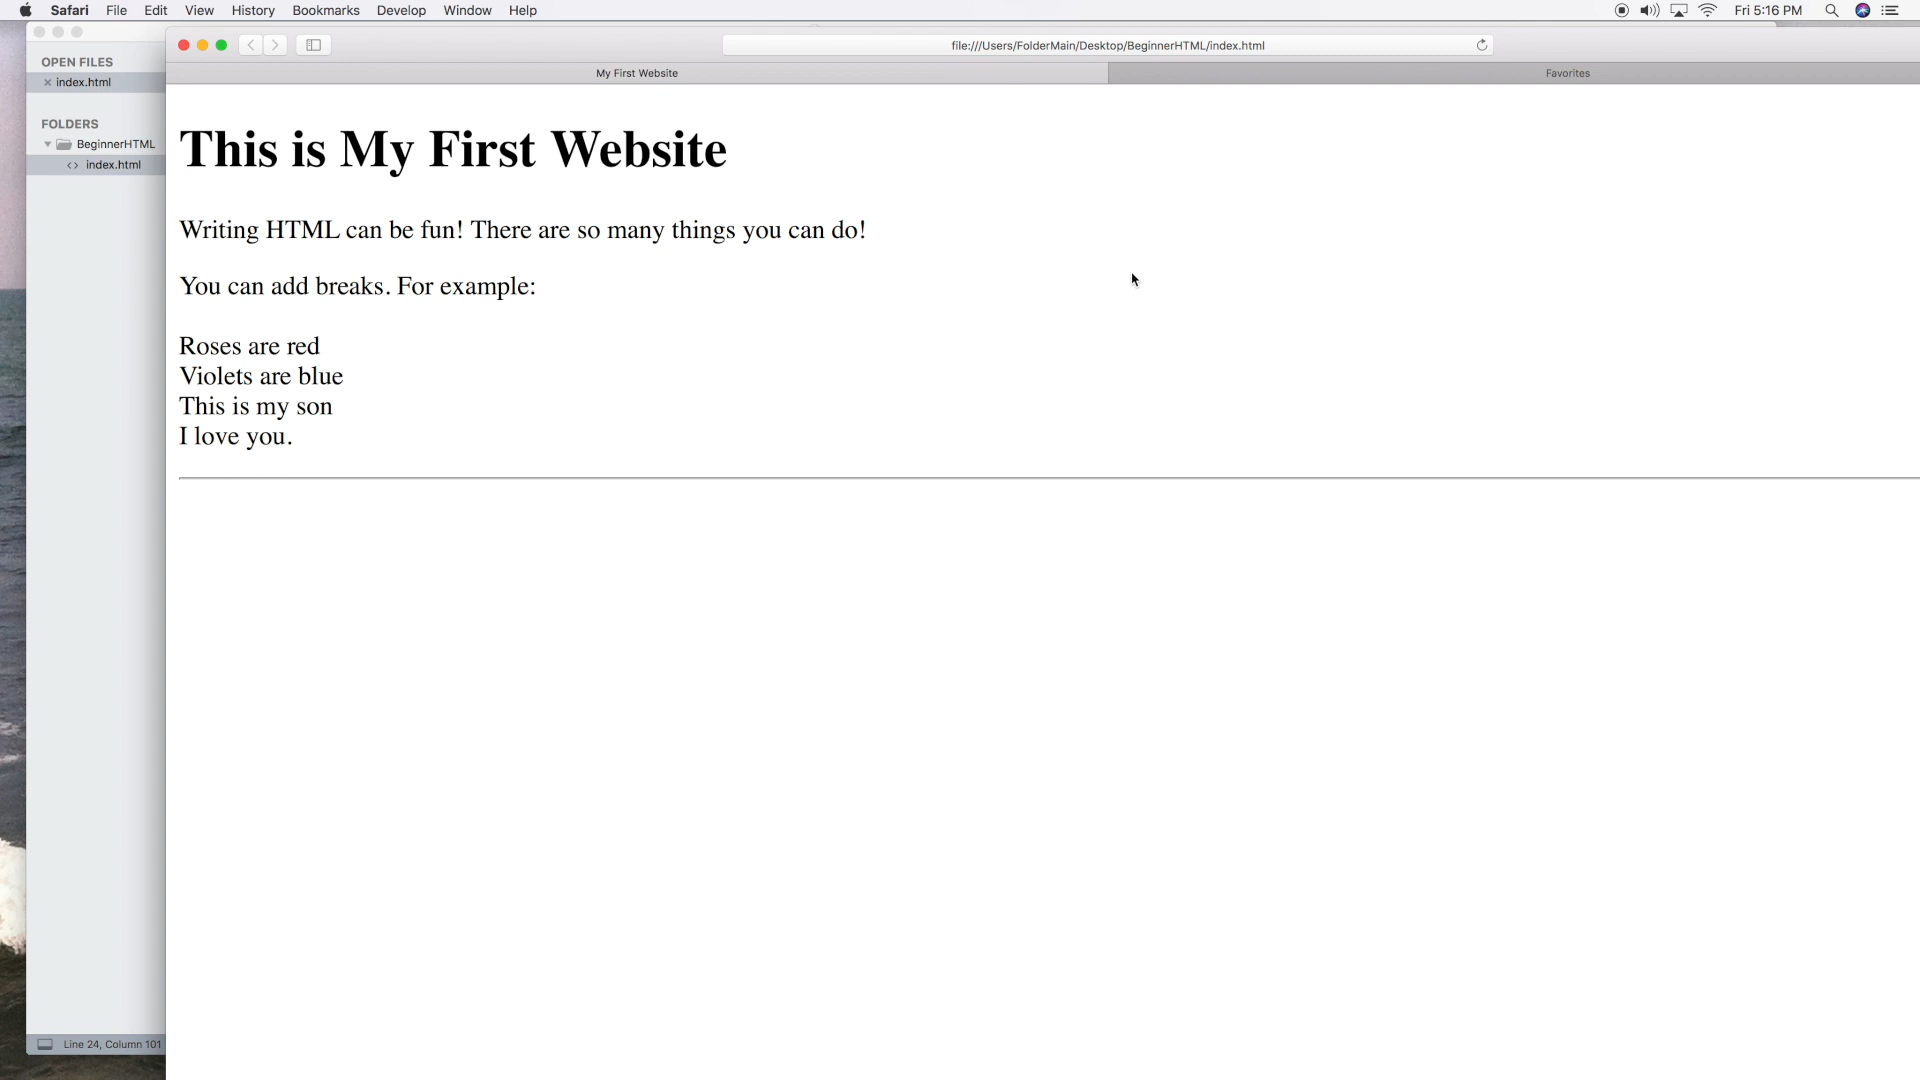 Safari File Edit View History Bookmarks Develop Window Help Fri 5:16 PM
OPEN FILES
index.html
FOLDERS
BeginnerHTML
index.html
Line 24, Column 101
file:///Users/FolderMain/Desktop/BeginnerHTML/index.html
My First Website Favorites
This is My First Website
Writing HTML can be fun! There are so many things you can do!
You can add breaks. For example:
Roses are red
Violets are blue
This is my son
I love you.